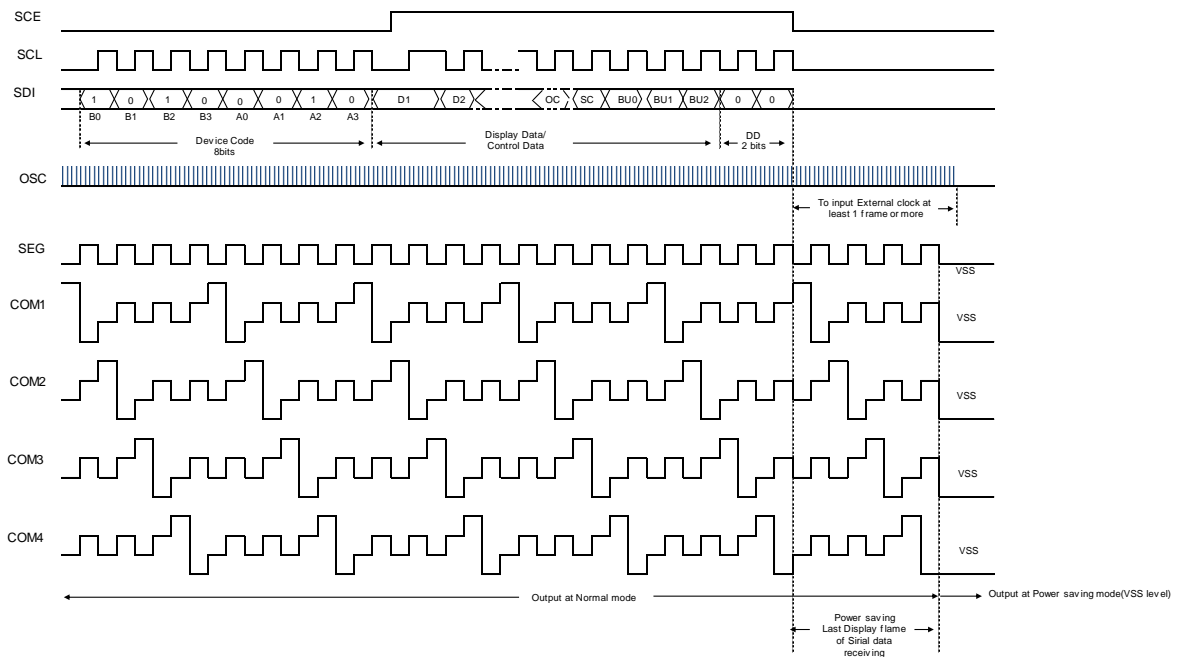 SCE
SCL
SDI
1 0 1 0 0 0 1 0 D1 D2 OC SC BU0 BU1 BU2 0 0
B0 B1 B2 B3 A0 A1 A2 A3
Device Code
8bits
Display Data/
Control Data
DD
2 bits
OSC
To input External clock at
least 1 frame or more
SEG
VSS
COM1
VSS
COM2
VSS
COM3
VSS
COM4
VSS
Output at Normal mode
Output at Power saving mode(VSS level)
Power saving
Last Display flame
of Sirial data
receiving